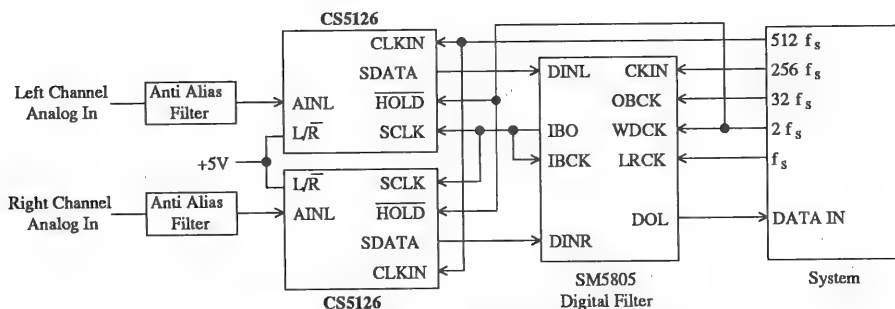 CS5126
CLKIN
SDATA
AINL
HOLD
L/R
SCLK
Left Channel
Analog In
Anti Alias
Filter
+5V
Right Channel
Analog In
Anti Alias
Filter
L/R
SCLK
AINL
HOLD
SDATA
CLKIN
CS5126
DINL
CKIN
OBCK
IBO
WDCK
IBCK
LRCK
DOL
DINR
SM5805
Digital Filter
512 fs
256 fs
32 fs
2 fs
fs
DATA IN
System